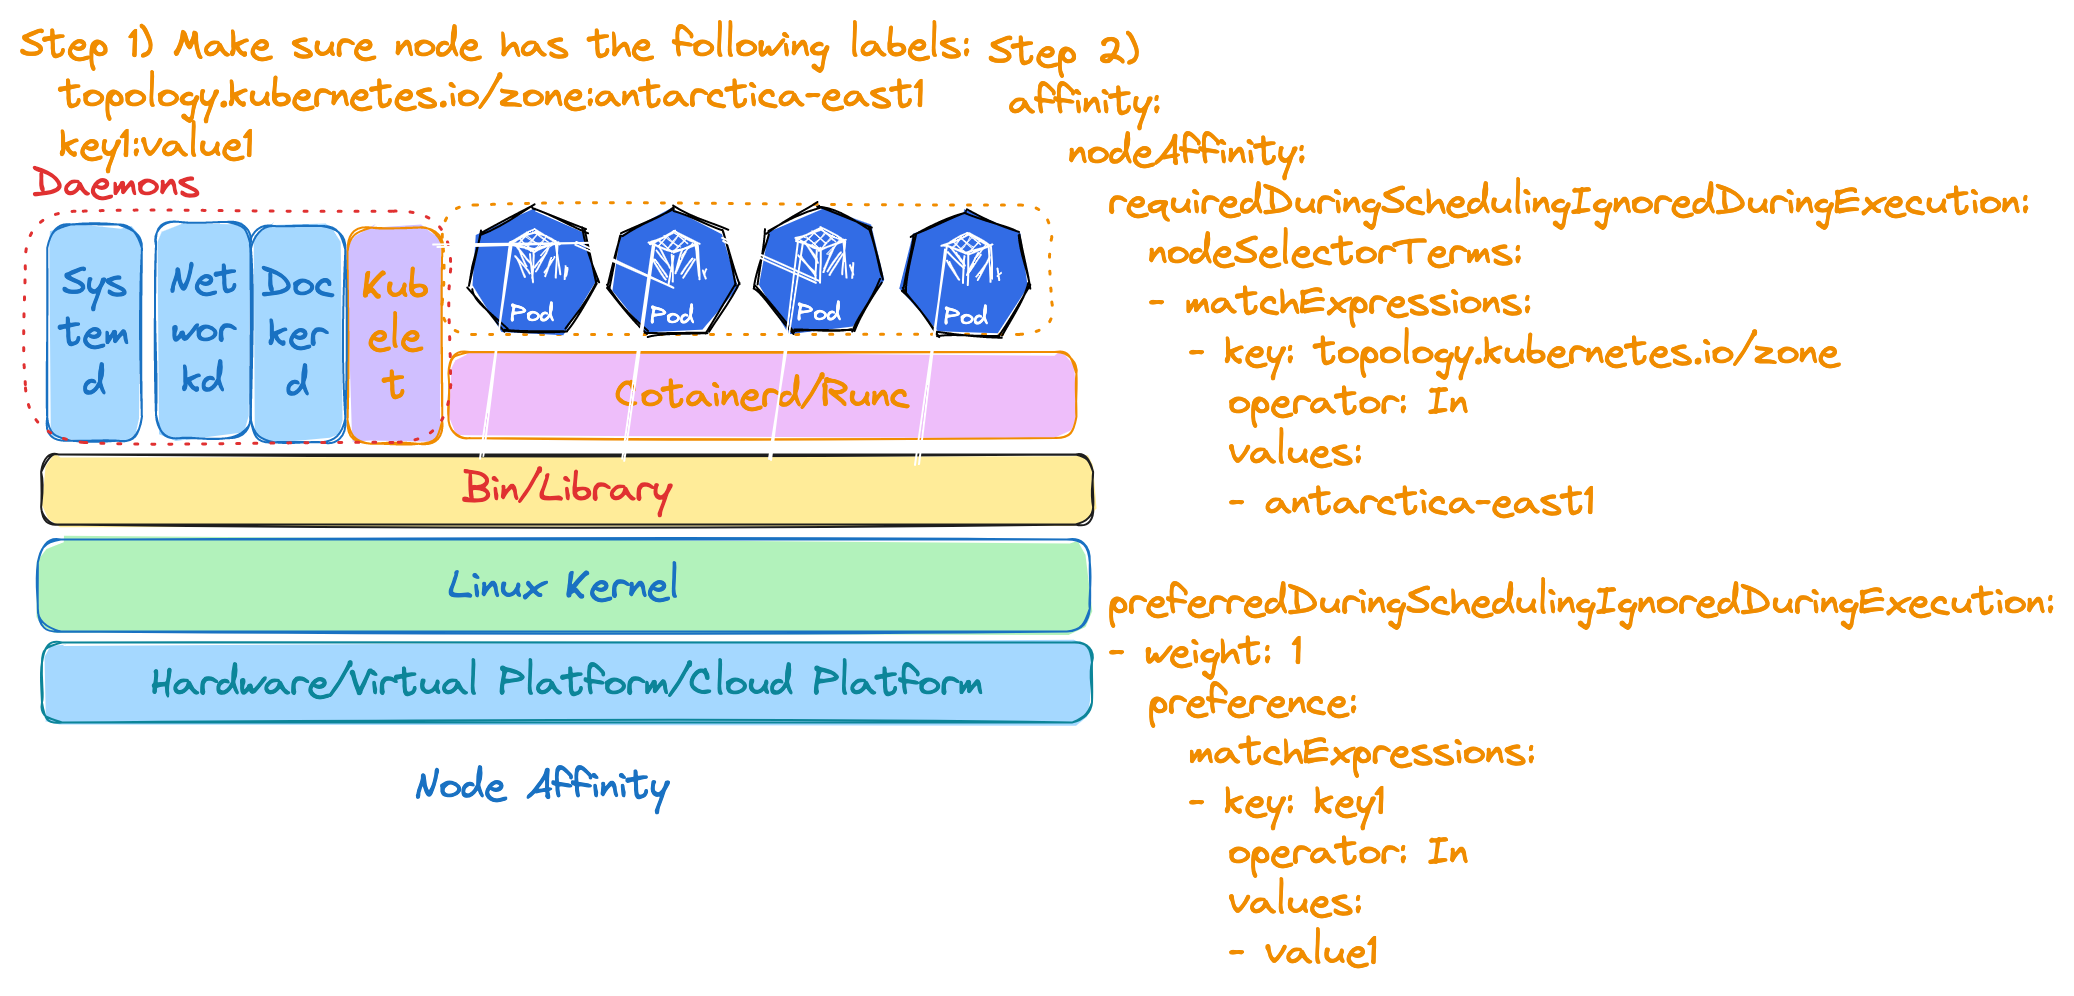 Step 1) Make sure node has the following labels:
topology.kubernetes.io/zone:antarctica-east1
key1:value1
Step 2)
affinity:
nodeAffinity:
requiredDuringSchedulingIgnoredDuringExecution:
nodeSelectorTerms:
- matchExpressions:
- key: topology.kubernetes.io/zone
operator: In
values:
- antarctica-east1
preferredDuringSchedulingIgnoredDuringExecution:
- weight: 1
preference:
matchExpressions:
- key: key1
operator: In
values:
- value1
Daemons
Sys
tem
d
Net
wor
kd
Doc
ker
d
Kub
ele
t
Pod
Pod
Pod
Pod
Cotainerd/Runc
Bin/Library
Linux Kernel
Hardware/Virtual Platform/Cloud Platform
Node Affinity